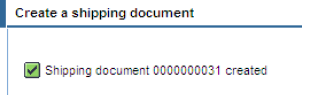 Create a shipping document
Shipping document 0000000031 created